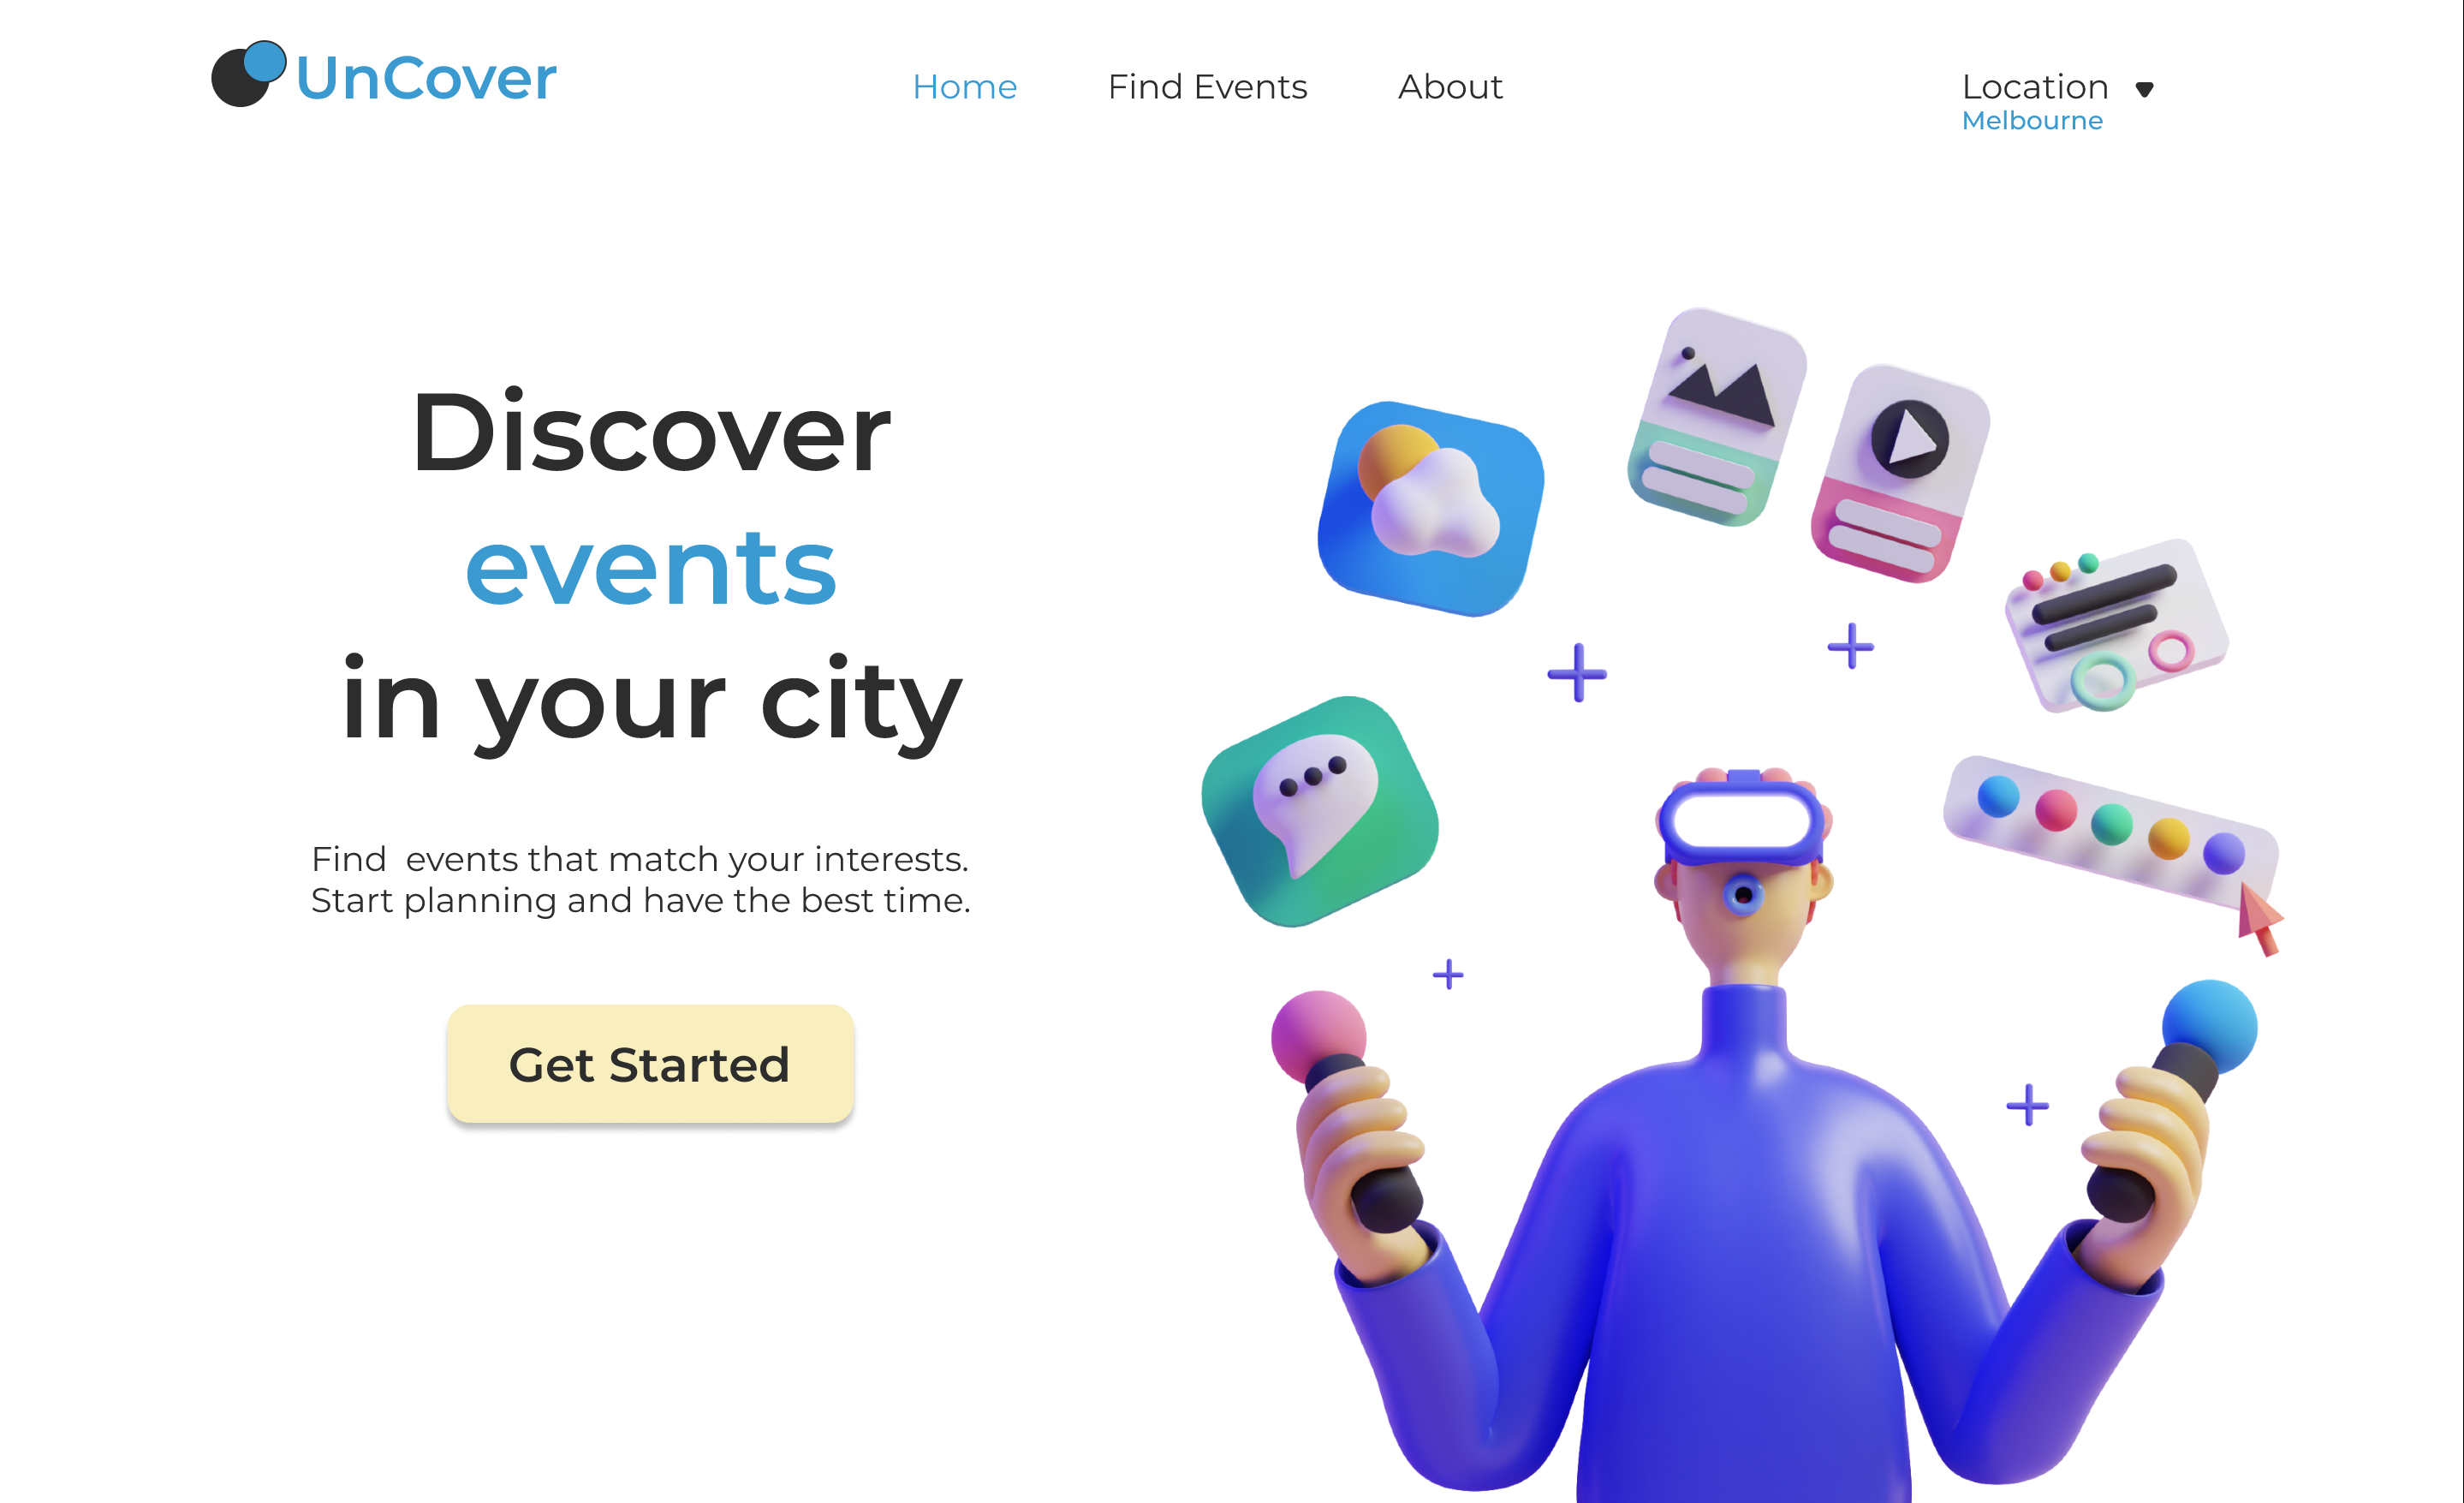 UnCover
Home
Find Events
About
Location
Melbourne
Discover
events
in your city
Find  events that match your interests.
Start planning and have the best time.
Get Started